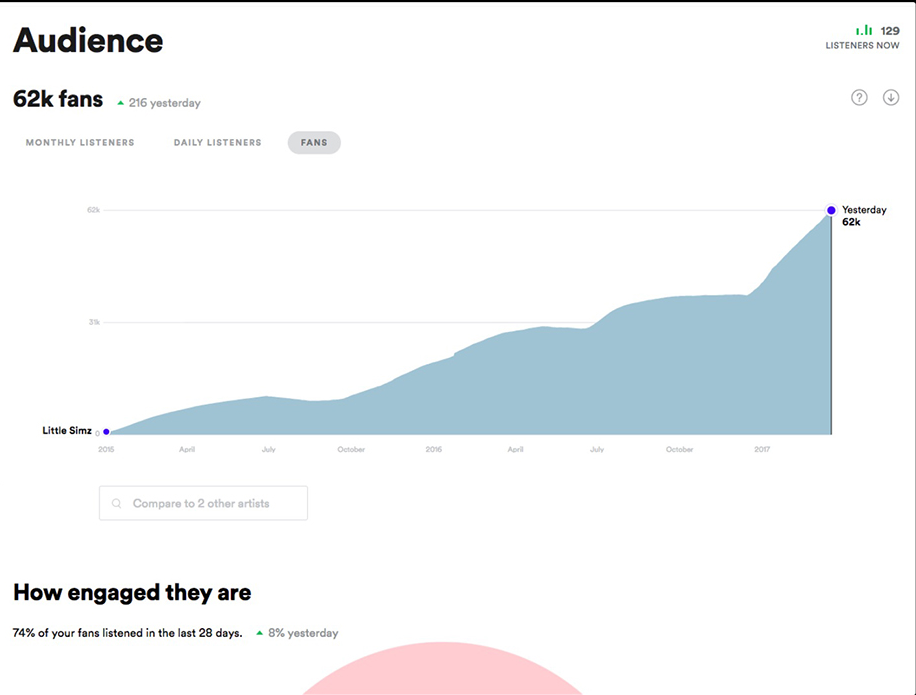 Audience
129
LISTENERS NOW
62k fans
216 yesterday
?
MONTHLY LISTENERS
DAILY LISTENERS
FANS
62k
Yesterday
62k
31k
Little Simz
0
2015
April
July
October
2016
April
July
October
2017
Compare to 2 other artists
How engaged they are
74% of your fans listened in the last 28 days.
8% yesterday